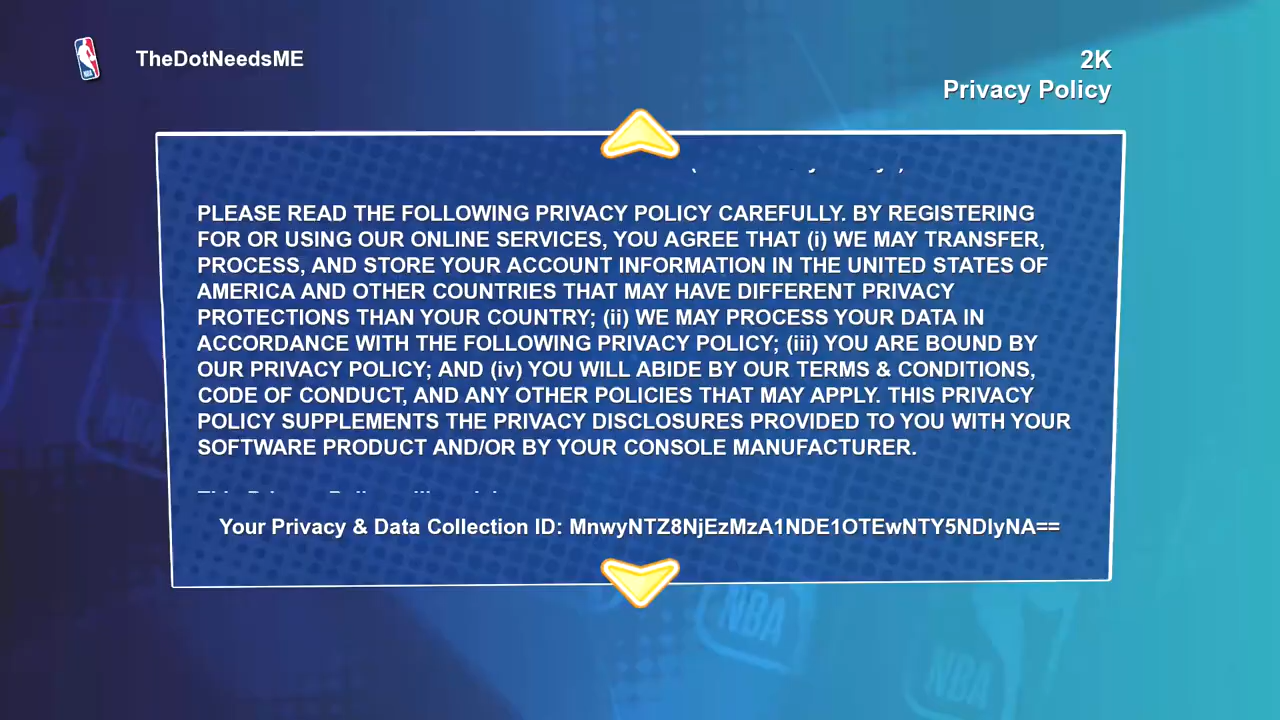 TheDotNeedsME
2K
Privacy Policy
PLEASE READ THE FOLLOWING PRIVACY POLICY CAREFULLY. BY REGISTERING
FOR OR USING OUR ONLINE SERVICES, YOU AGREE THAT (i) WE MAY TRANSFER,
PROCESS, AND STORE YOUR ACCOUNT INFORMATION IN THE UNITED STATES OF
AMERICA AND OTHER COUNTRIES THAT MAY HAVE DIFFERENT PRIVACY
PROTECTIONS THAN YOUR COUNTRY; (ii) WE MAY PROCESS YOUR DATA IN
ACCORDANCE WITH THE FOLLOWING PRIVACY POLICY; (iii) YOU ARE BOUND BY
OUR PRIVACY POLICY; AND (iv) YOU WILL ABIDE BY OUR TERMS & CONDITIONS,
CODE OF CONDUCT, AND ANY OTHER POLICIES THAT MAY APPLY. THIS PRIVACY
POLICY SUPPLEMENTS THE PRIVACY DISCLOSURES PROVIDED TO YOU WITH YOUR
SOFTWARE PRODUCT AND/OR BY YOUR CONSOLE MANUFACTURER.
Your Privacy & Data Collection ID: MnwyNTZ8NjEzMzA1NDE1OTEwNTY5NDIyNA==
NBA
NBA
NBA